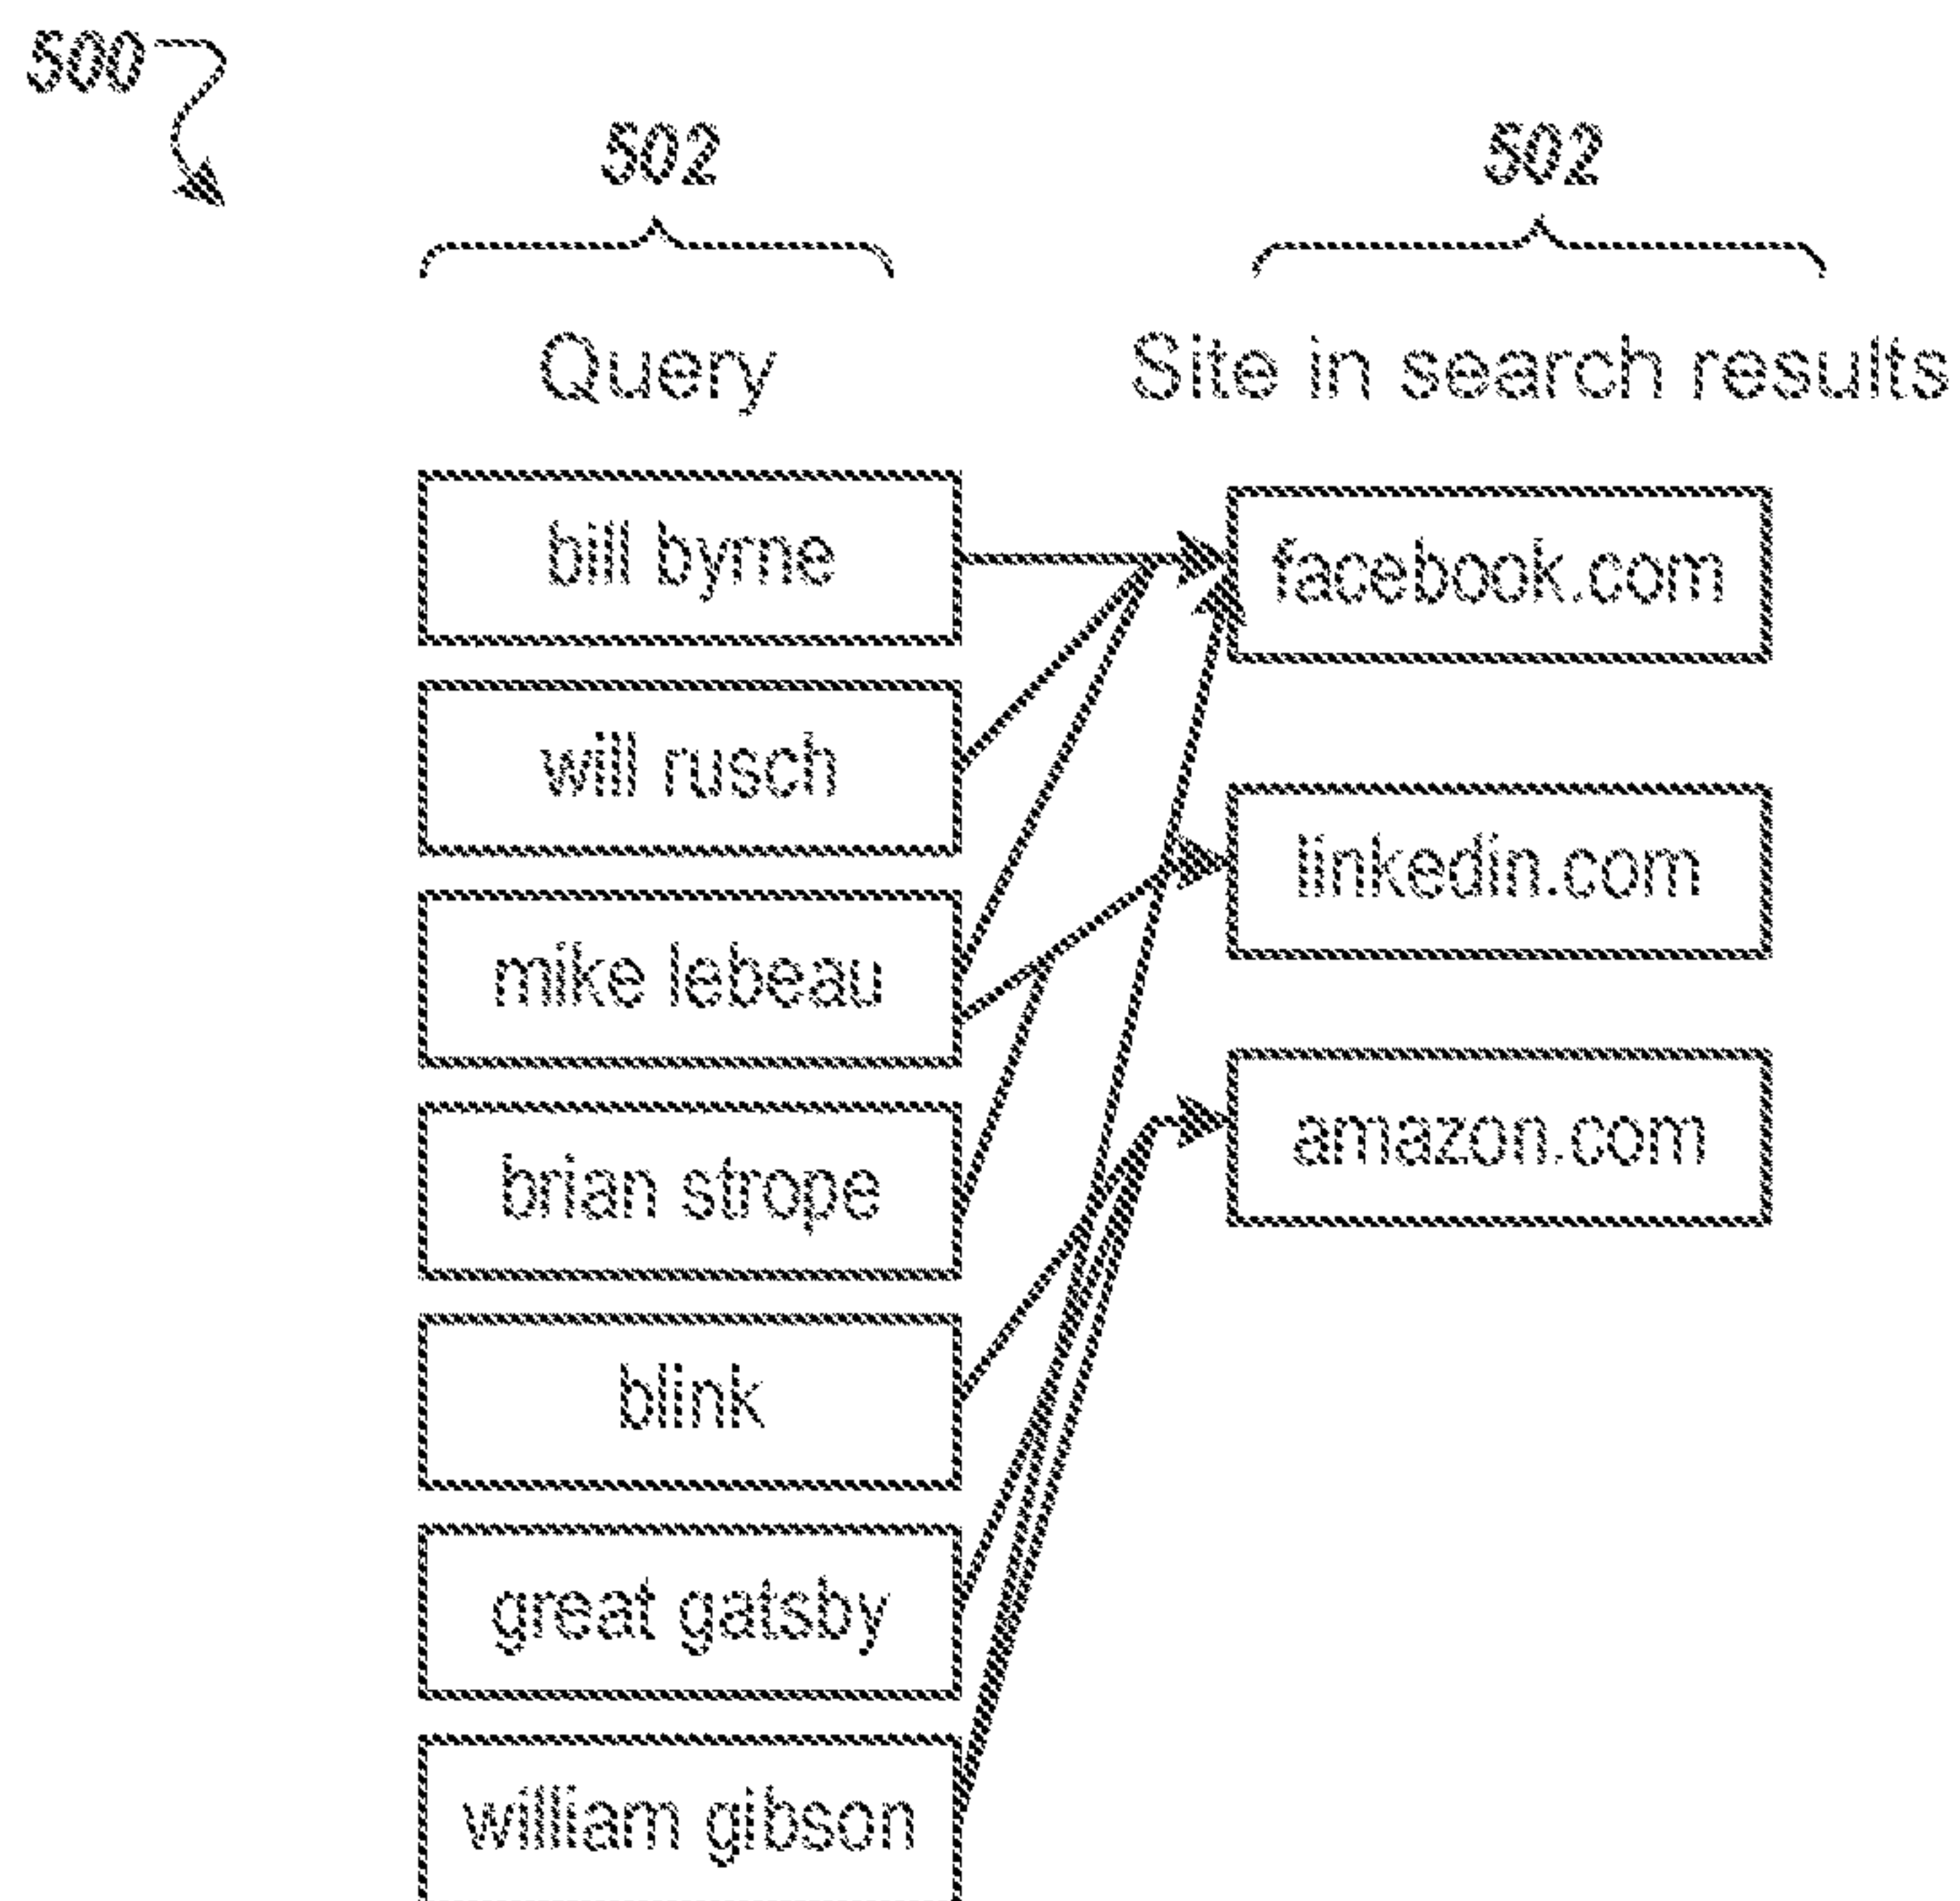 500
502 502
Query Site in search results
bill byrne
facebook.com
will rusch
linkedin.com
mike lebeau
amazon.com
brian strope
blink
great gatsby
william gibson